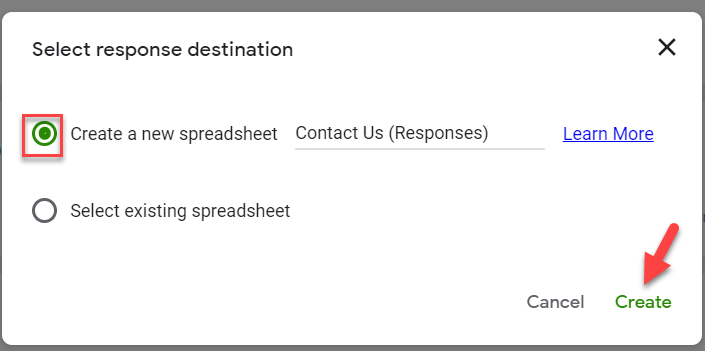 Select response destination
Create a new spreadsheet Contact Us (Responses) Learn More
Select existing spreadsheet
Cancel Create